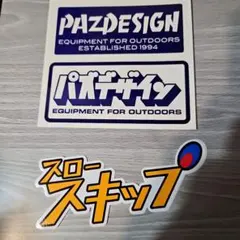 PAZDESIGN
EQUIPMENT FOR OUTDOORS
ESTABLISHED 1994
パズデザイン
EQUIPMENT FOR OUTDOORS
スロー
スキップ